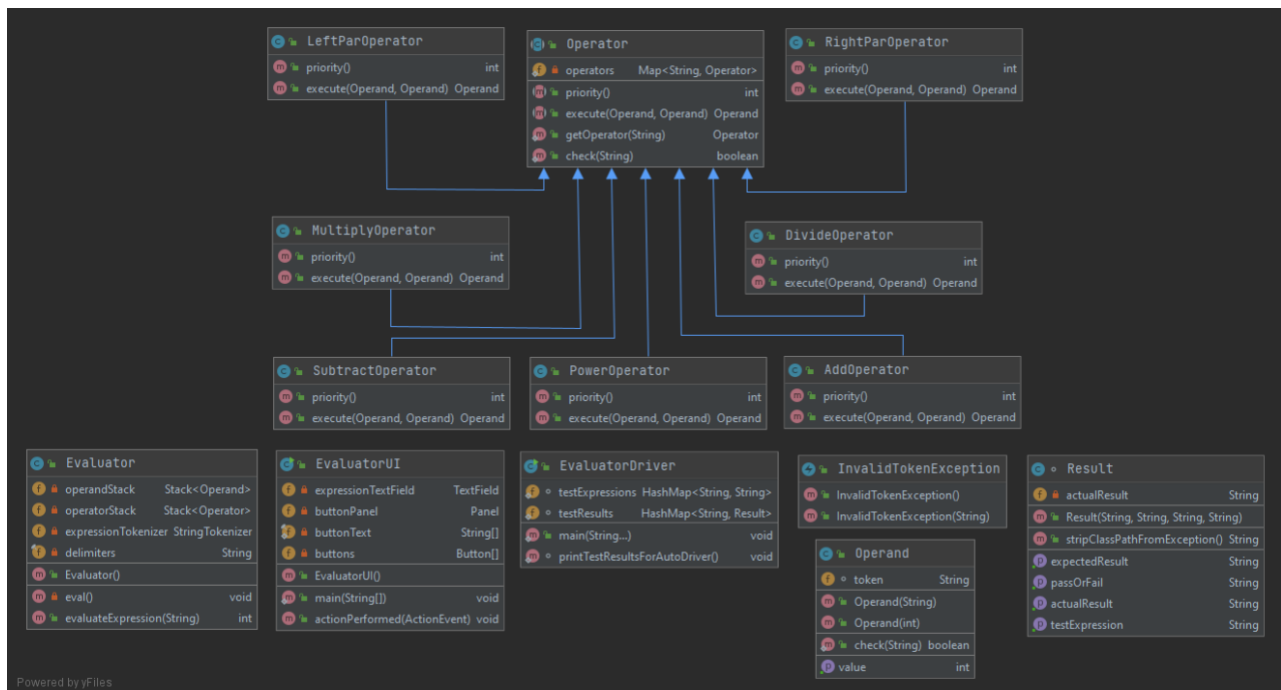 LeftParOperator
priority() int
execute(Operand, Operand) Operand
Operator
operators Map<String, Operator>
priority() int
execute(Operand, Operand) Operand
getOperator(String) Operator
check(String) boolean
RightParOperator
priority() int
execute(Operand, Operand) Operand
MultiplyOperator
priority() int
execute(Operand, Operand) Operand
DivideOperator
priority() int
execute(Operand, Operand) Operand
SubtractOperator
priority() int
execute(Operand, Operand) Operand
PowerOperator
priority() int
execute(Operand, Operand) Operand
AddOperator
priority() int
execute(Operand, Operand) Operand
Evaluator
operandStack Stack<Operand>
operatorStack Stack<Operator>
expressionTokenizer StringTokenizer
delimiters String
Evaluator()
eval() void
evaluateExpression(String) int
EvaluatorUI
expressionTextField TextField
buttonPanel Panel
buttonText String[]
buttons Button[]
EvaluatorUI()
main(String[]) void
actionPerformed(ActionEvent) void
EvaluatorDriver
testExpressions HashMap<String, String>
testResults HashMap<String, Result>
main(String...) void
printTestResultsForAutoDriver() void
InvalidTokenException
InvalidTokenException()
InvalidTokenException(String)
Operand
token String
Operand(String)
Operand(int)
check(String) boolean
value int
Result
actualResult String
Result(String, String, String, String)
stripClassPathFromException() String
expectedResult String
passOrFail String
actualResult String
testExpression String
Powered by yFiles